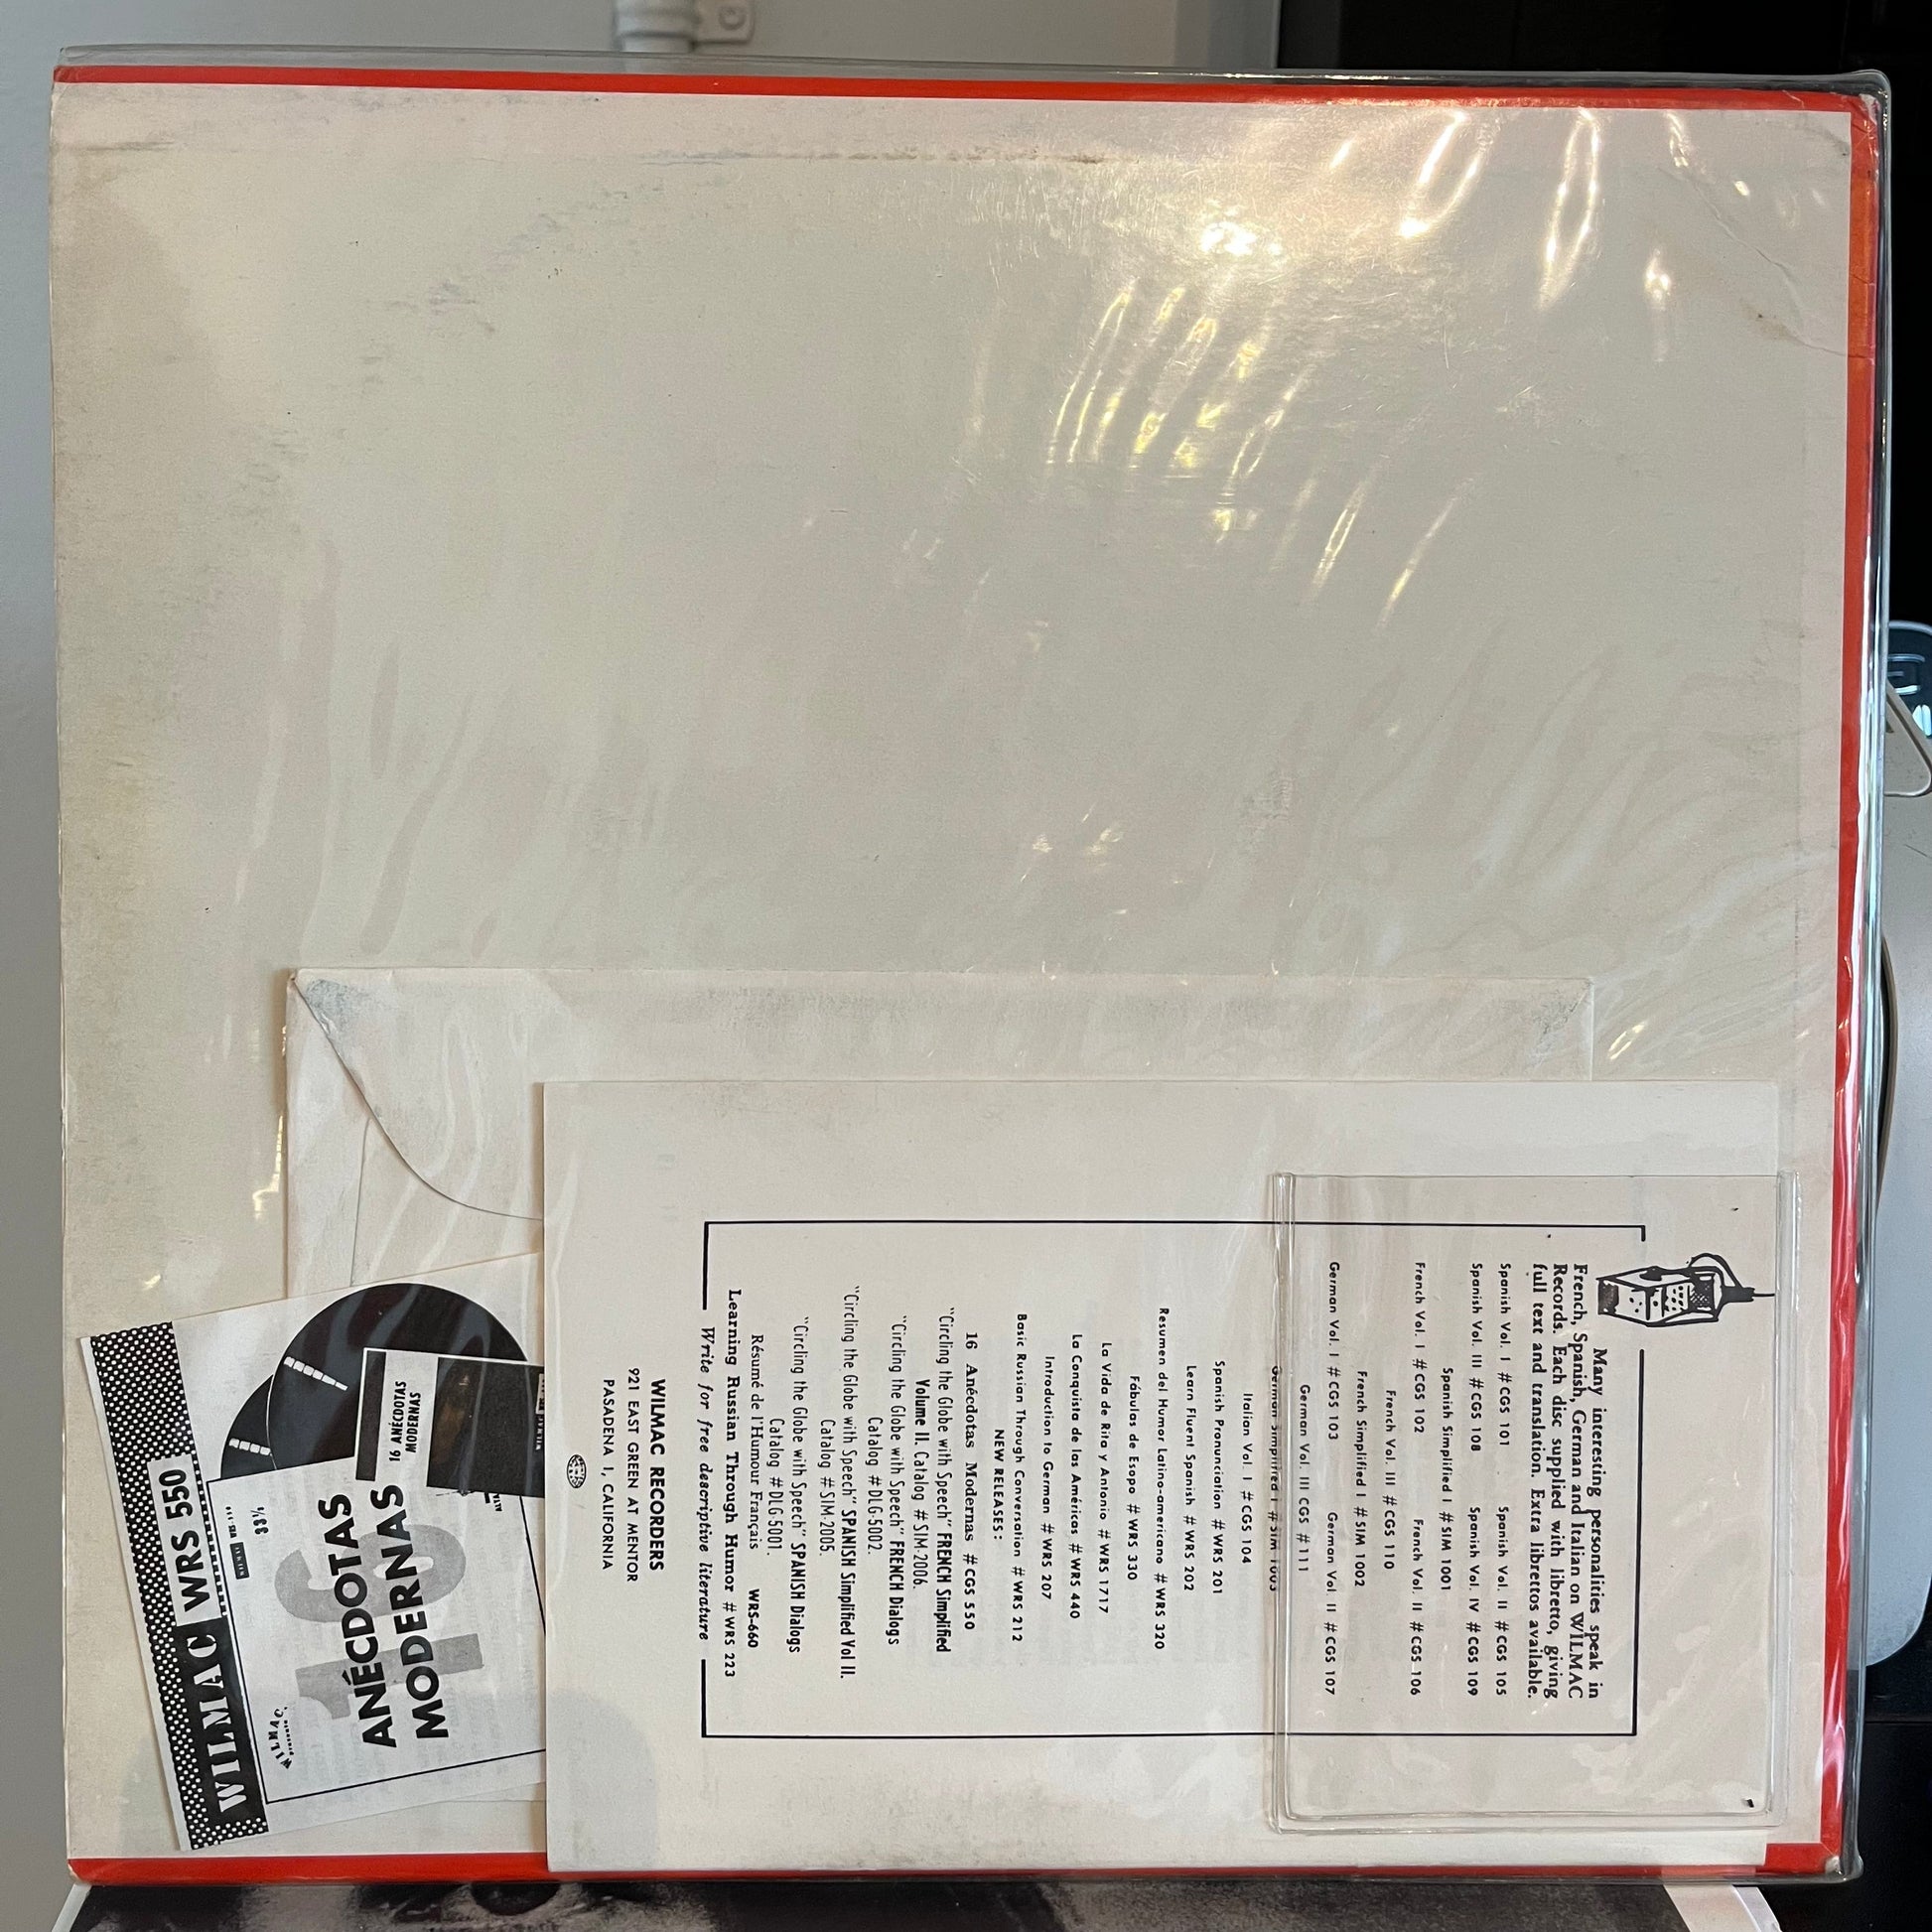 Many interesting personalities speak in
French, Spanish, German and Italian on WILMAC
Records. Each disc supplied with libretto, giving
full text and translation. Extra librettos available.
Spanish Vol. I #CGS 101 Spanish Vol. II #CGS 105
Spanish Vol. III #CGS 108 Spanish Vol. IV #CGS 109
Spanish Simplified I #SIM 1001
French Vol. I #CGS 102 French Vol. II #CGS 106
French Vol. III #CGS 110
French Simplified I #SIM 1002
German Vol. I #CGS 103 German Vol. II #CGS 107
German Vol. III CGS #111
German Simplified I #SIM 1003
Italian Vol. I #CGS 104
Spanish Pronunciation #WRS 201
Learn Fluent Spanish #WRS 202
Resumen del Humor Latino-americano #WRS 320
Fábulas de Esopo #WRS 330
La Vida de Rita y Antonio #WRS 1717
La Conquista de las Américas #WRS 440
Introduction to German #WRS 207
Basic Russian Through Conversation #WRS 212
NEW RELEASES:
16 Anécdotas Modernas #CGS 550
"Circling the Globe with Speech" FRENCH Simplified
Volume II. Catalog #SIM-2006.
"Circling the Globe with Speech" FRENCH Dialogs
Catalog #DLG-5002.
"Circling the Globe with Speech" SPANISH Simplified Vol II.
Catalog #SIM-2005.
"Circling the Globe with Speech" SPANISH Dialogs
Catalog #DLG-5001.
Résumé de l'Humour Français WRS-660
Learning Russian Through Humor #WRS 223
Write for free descriptive literature
WILMAC RECORDERS
921 EAST GREEN AT MENTOR
PASADENA 1, CALIFORNIA
WILMAC WRS 550
33⅓
WILMAC
presents
16
ANÉCDOTAS
MODERNAS
16 ANÉCDOTAS
MODERNAS